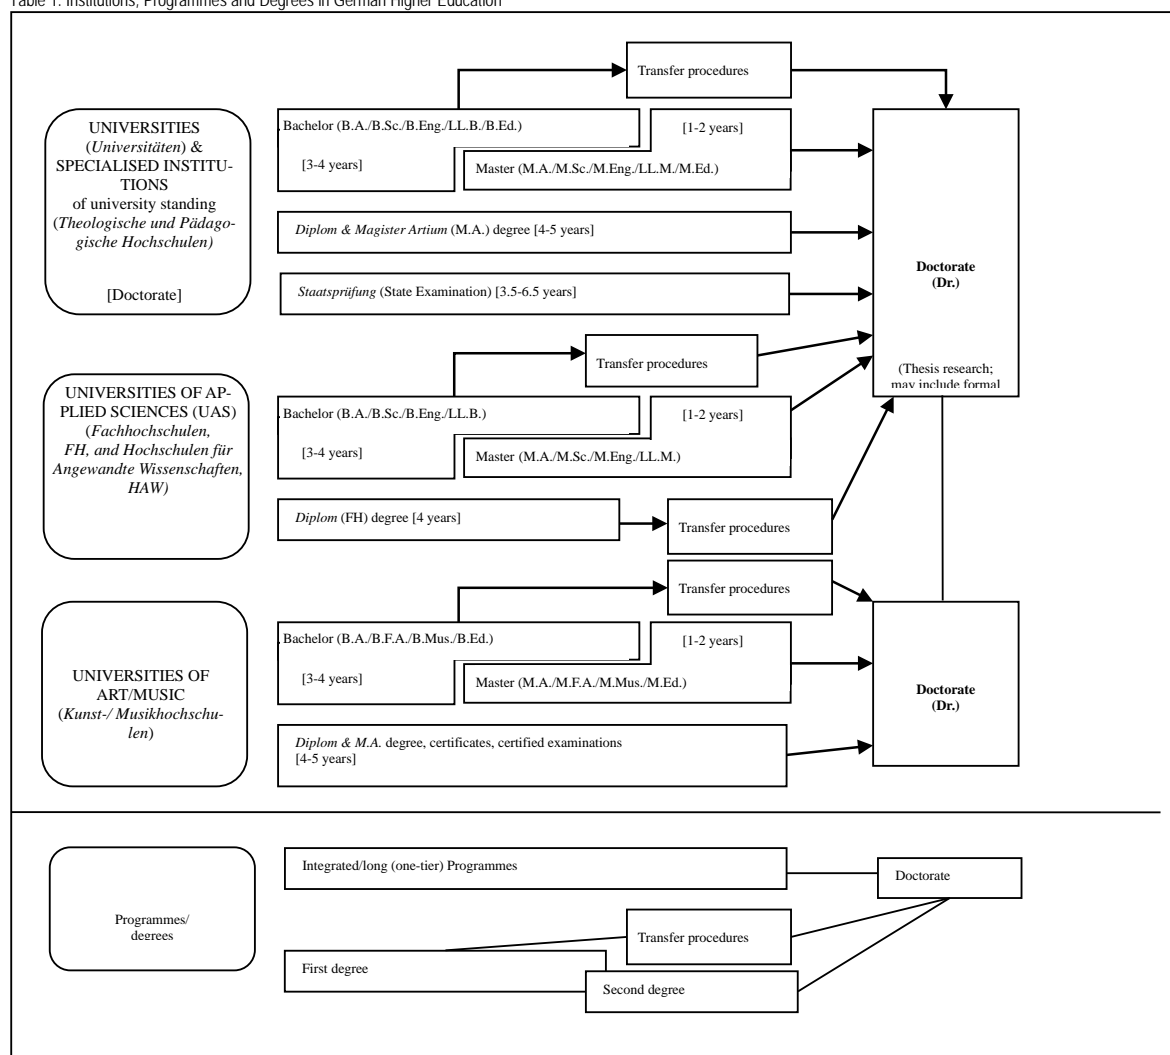 Table 1: Institutions, Programmes and Degrees in German Higher Education
Transfer procedures
UNIVERSITIES
(Universitäten) &
SPECIALISED INSTITU-
TIONS
of university standing
(Theologische und Pädago-
gische Hochschulen)
[Doctorate]
Bachelor (B.A./B.Sc./B.Eng./LL.B./B.Ed.)
[3-4 years]
[1-2 years]
Master (M.A./M.Sc./M.Eng./LL.M./M.Ed.)
Diplom & Magister Artium (M.A.) degree [4-5 years]
Staatsprüfung (State Examination) [3.5-6.5 years]
Doctorate
(Dr.)
(Thesis research;
may include formal
UNIVERSITIES OF AP-
PLIED SCIENCES (UAS)
(Fachhochschulen,
FH, and Hochschulen für
Angewandte Wissenschaften,
HAW)
Transfer procedures
Bachelor (B.A./B.Sc./B.Eng./LL.B.)
[3-4 years]
[1-2 years]
Master (M.A./M.Sc./M.Eng./LL.M.)
Diplom (FH) degree [4 years]
Transfer procedures
Transfer procedures
UNIVERSITIES OF
ART/MUSIC
(Kunst-/ Musikhochschu-
len)
Bachelor (B.A./B.F.A./B.Mus./B.Ed.)
[3-4 years]
[1-2 years]
Master (M.A./M.F.A./M.Mus./M.Ed.)
Diplom & M.A. degree, certificates, certified examinations
[4-5 years]
Doctorate
(Dr.)
Programmes/
degrees
Integrated/long (one-tier) Programmes
Doctorate
Transfer procedures
First degree
Second degree